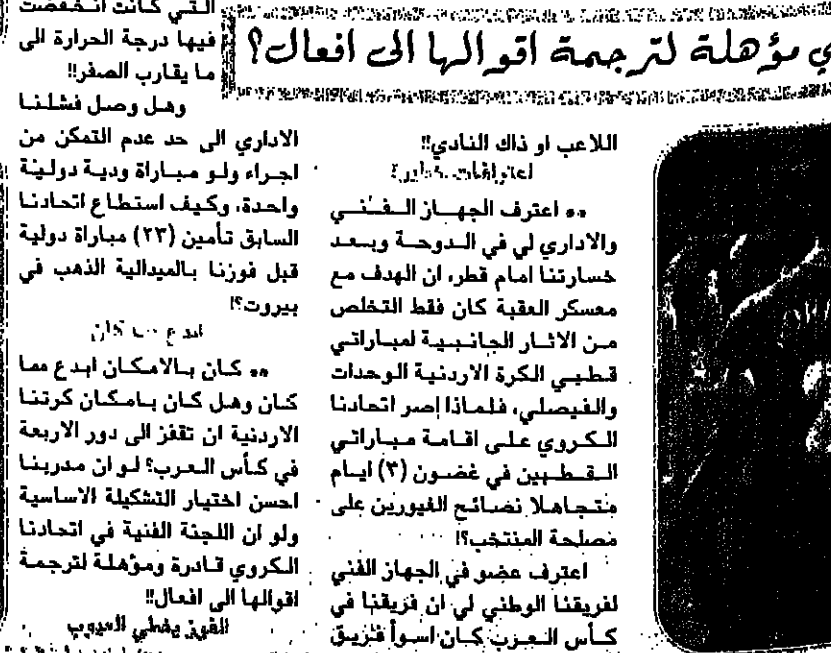 ي مؤهلة لترجمة اقوالها الى افعال؟
اللاعب او ذاك النادي!!
اعترافات خطيرة
** اعترف الجهاز الفني
والاداري لي في الدوحة وبعد
خسارتنا امام قطر، ان الهدف مع
معسكر العقبة كان فقط التخلص
من الاثار الجانبية لمباراتي
قطبي الكرة الاردنية الوحدات
والفيصلي، فلماذا إصر اتحادنا
الكروي على اقامة مباراتي
القطبين في غضون (٣) ايام
متجاهلا نصائح الغيورين على
مصلحة المنتخب؟!
اعترف عضو في الجهاز الفني
لفريقنا الوطني لي ان فريقنا في
كأس العرب كان اسوأ فريق
التي كانت انخفضت
فيها درجة الحرارة الى
ما يقارب الصفر!!
وهل وصل فشلنا
الاداري الى حد عدم التمكن من
اجراء ولو مباراة ودية دولية
واحدة، وكيف استطاع اتحادنا
السابق تأمين (٢٣) مباراة دولية
قبل فوزنا بالميدالية الذهب في
بيروت؟!
ابدع كان
** كان بالامكان ابدع مما
كان وهل كان بامكان كرتنا
الاردنية ان تقفز الى دور الاربعة
في كأس العرب؟ لو ان مدربنا
احسن اختيار التشكيلة الاساسية
ولو ان اللجنة الفنية في اتحادنا
الكروي قادرة ومؤهلة لترجمة
اقوالها الى افعال!!
الفوز يغطي العيوب